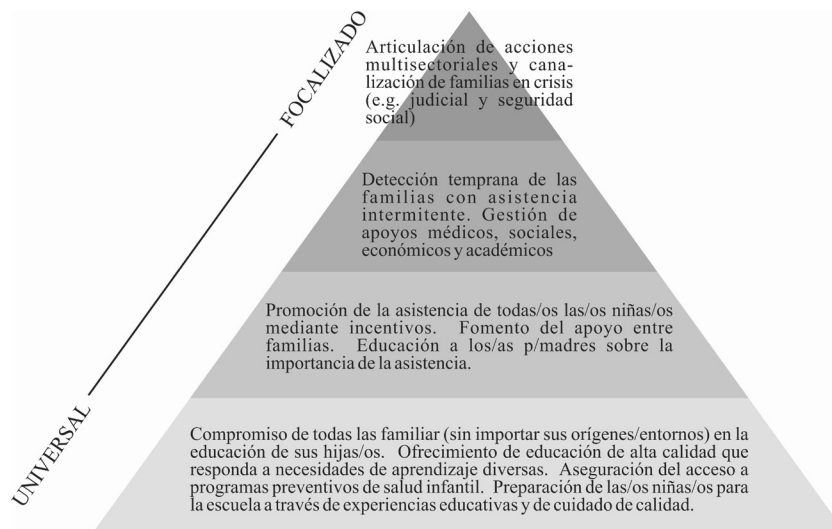 FOCALIZADO
Articulación de acciones
multisectoriales y cana-
lización de familias en crisis
(e.g. judicial y seguridad
social)
Detección temprana de las
familias con asistencia
intermitente. Gestión de
apoyos médicos, sociales,
económicos y académicos
Promoción de la asistencia de todas/os las/os niñas/os
mediante incentivos. Fomento del apoyo entre
familias. Educación a los/as p/madres sobre la
importancia de la asistencia.
UNIVERSAL
Compromiso de todas las familiar (sin importar sus orígenes/entornos) en la
educación de sus hijas/os. Ofrecimiento de educación de alta calidad que
responda a necesidades de aprendizaje diversas. Aseguración del acceso a
programas preventivos de salud infantil. Preparación de las/os niñas/os para
la escuela a través de experiencias educativas y de cuidado de calidad.